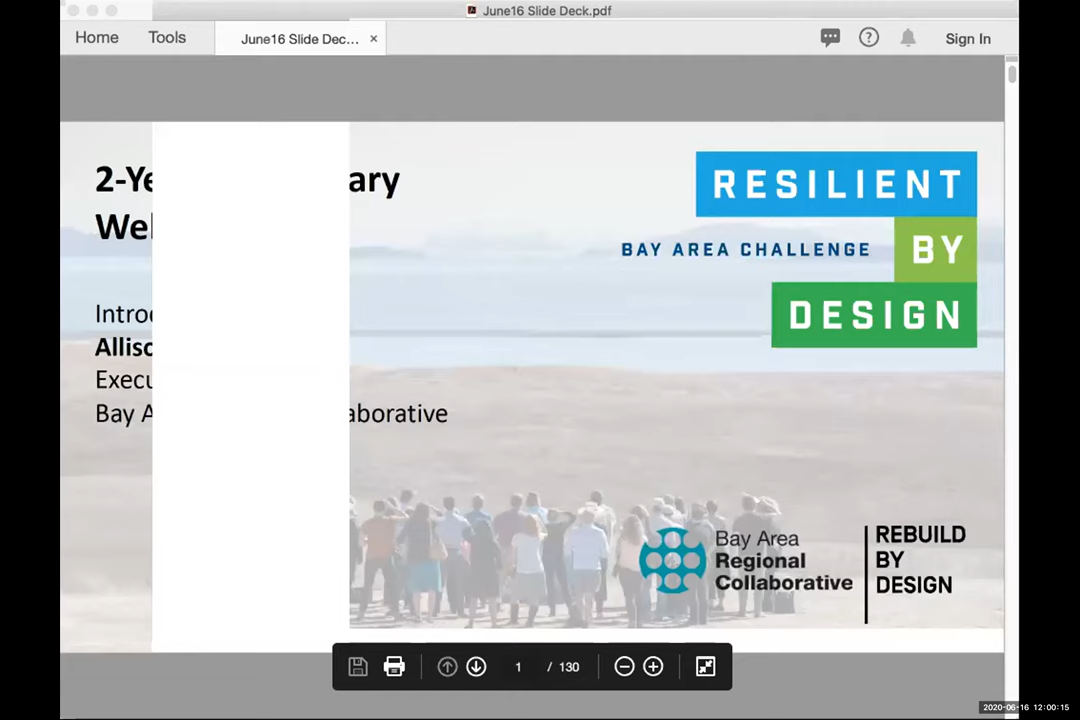 June16 Slide Deck.pdf
Home Tools June16 Slide Dec... × Sign In
2-Ye ary
Wel
Introd
Alliso
Execu
Bay A aborative
RESILIENT
BAY AREA CHALLENGE BY
DESIGN
Bay Area
Regional
Collaborative
REBUILD
BY
DESIGN
1 / 130
2020-06-16 12:00:15